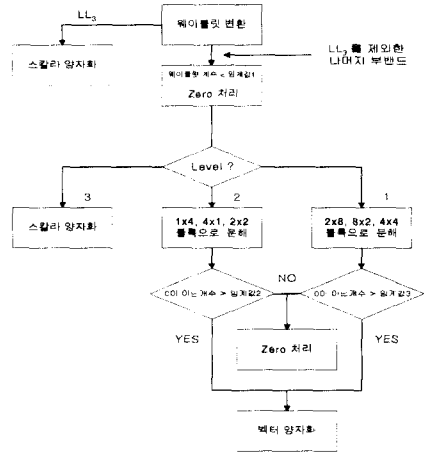 LL3
웨이블릿 변환
스칼라 양자화
LL3 를 제외한
나머지 부밴드
웨이블릿 계수 < 임계값1
Zero 처리
Level ?
3
2
1
스칼라 양자화
1x4, 4x1, 2x2
블록으로 분해
2x8, 8x2, 4x4
블록으로 분해
0이 아닌계수 > 임계값2
NO
0이 아닌계수 > 임계값3
YES
Zero 처리
YES
벡터 양자화